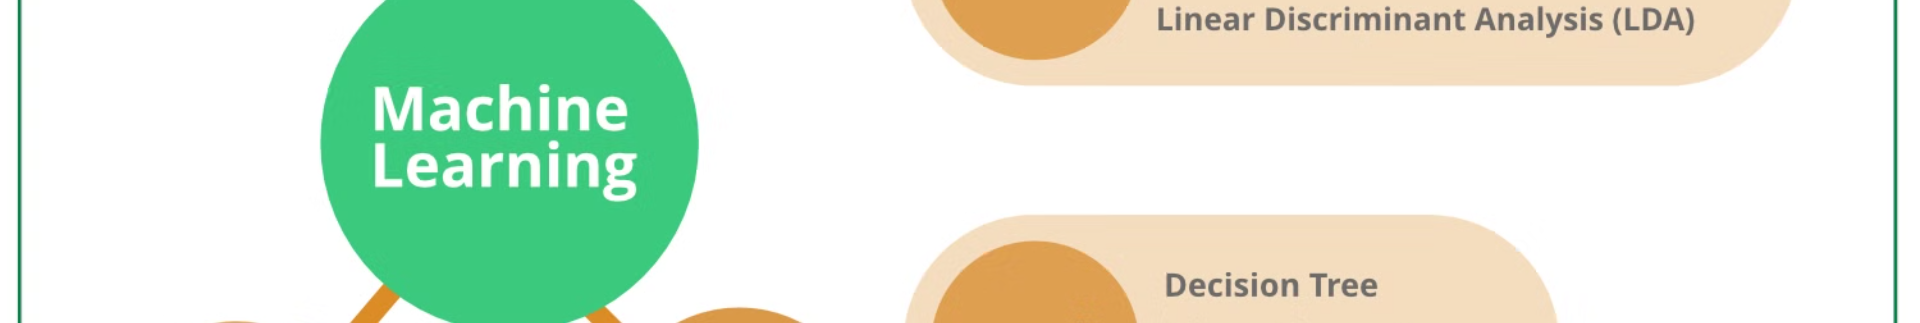 Linear Discriminant Analysis (LDA)
Machine
Learning
Decision Tree